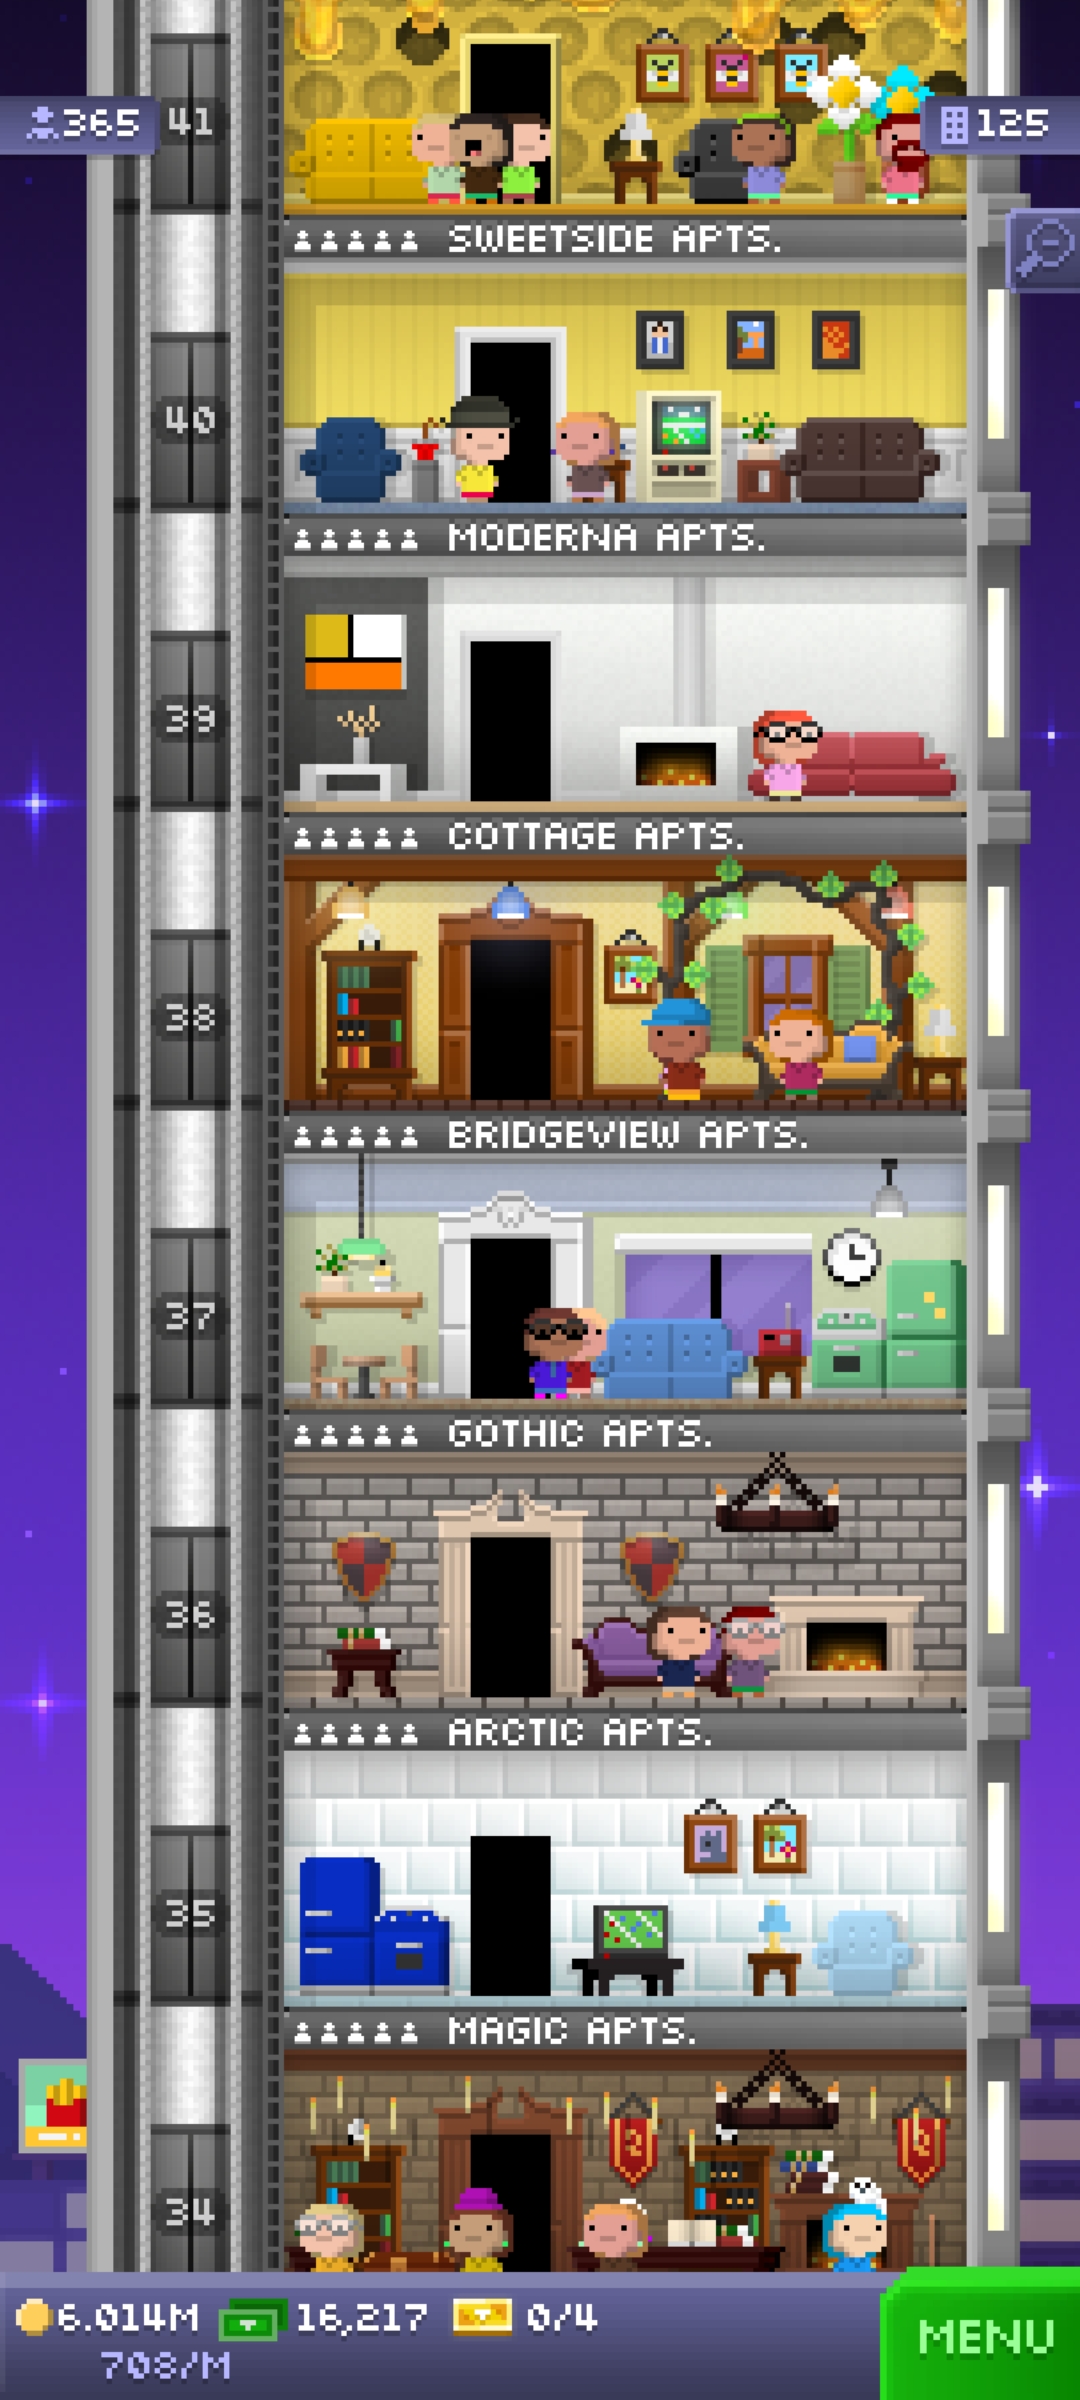 365
41
125
SWEETSIDE APTS.
40
MODERNA APTS.
39
COTTAGE APTS.
38
BRIDGEVIEW APTS.
37
GOTHIC APTS.
36
ARCTIC APTS.
35
MAGIC APTS.
34
6.014M
16,217
0/4
708/M
MENU